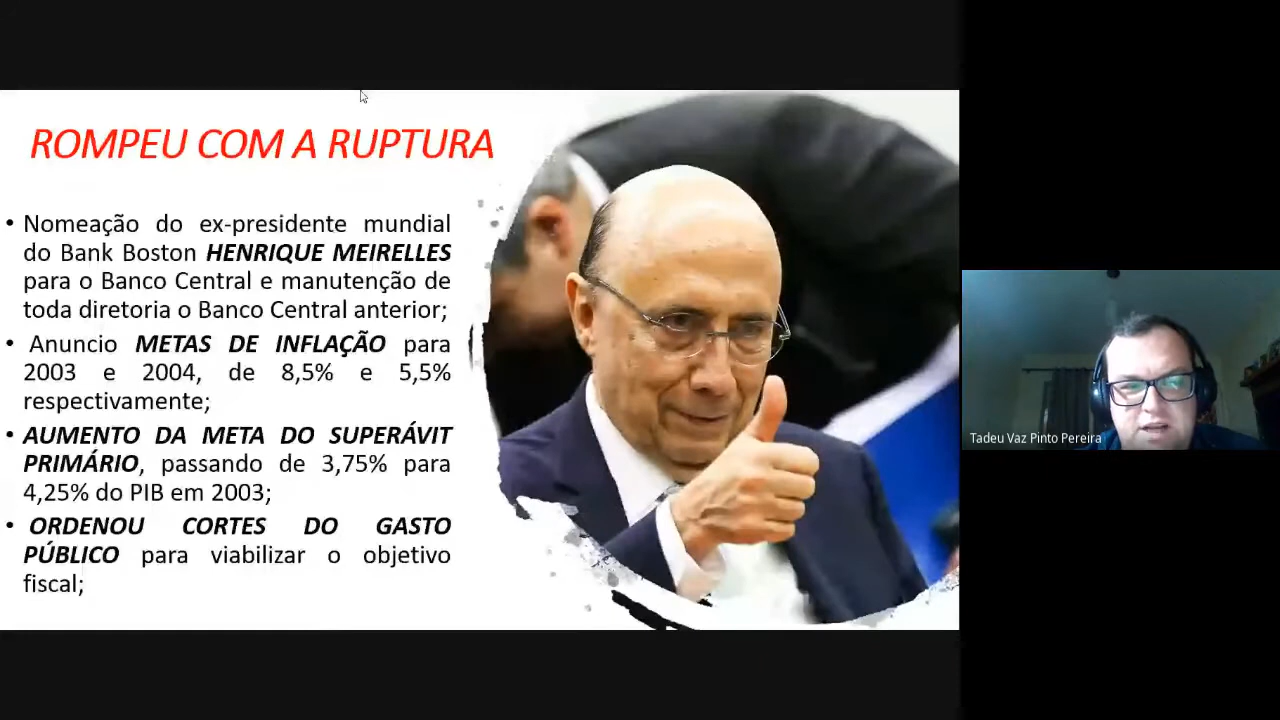 ROMPEU COM A RUPTURA
• Nomeação do ex-presidente mundial
do Bank Boston HENRIQUE MEIRELLES
para o Banco Central e manutenção de
toda diretoria o Banco Central anterior;
• Anuncio METAS DE INFLAÇÃO para
2003 e 2004, de 8,5% e 5,5%
respectivamente;
• AUMENTO DA META DO SUPERÁVIT
PRIMÁRIO, passando de 3,75% para
4,25% do PIB em 2003;
• ORDENOU CORTES DO GASTO
PÚBLICO para viabilizar o objetivo
fiscal;
Tadeu Vaz Pinto Pereira